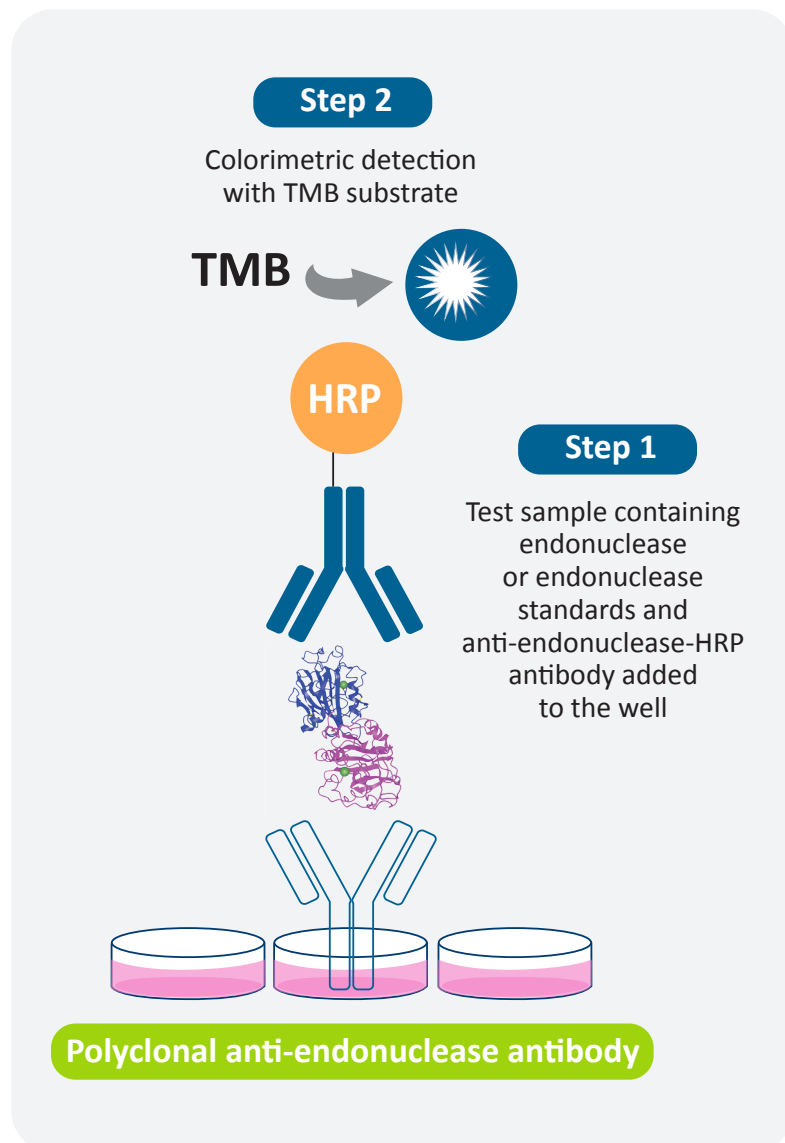 Step 2
Colorimetric detection
with TMB substrate
TMB
HRP
Step 1
Test sample containing
endonuclease
or endonuclease
standards and
anti-endonuclease-HRP
antibody added
to the well
Polyclonal anti-endonuclease antibody